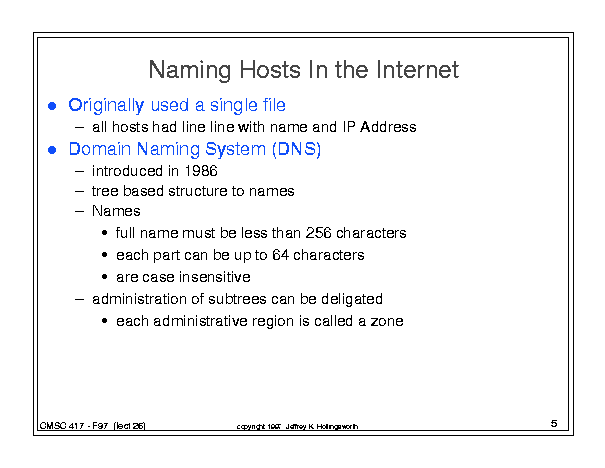 Naming Hosts In the Internet
● Originally used a single file
– all hosts had line line with name and IP Address
● Domain Naming System (DNS)
– introduced in 1986
– tree based structure to names
– Names
• full name must be less than 256 characters
• each part can be up to 64 characters
• are case insensitive
– administration of subtrees can be deligated
• each administrative region is called a zone
CMSC 417 - F97 (lect 26)
copyright 1997 Jeffrey K. Hollingsworth
5